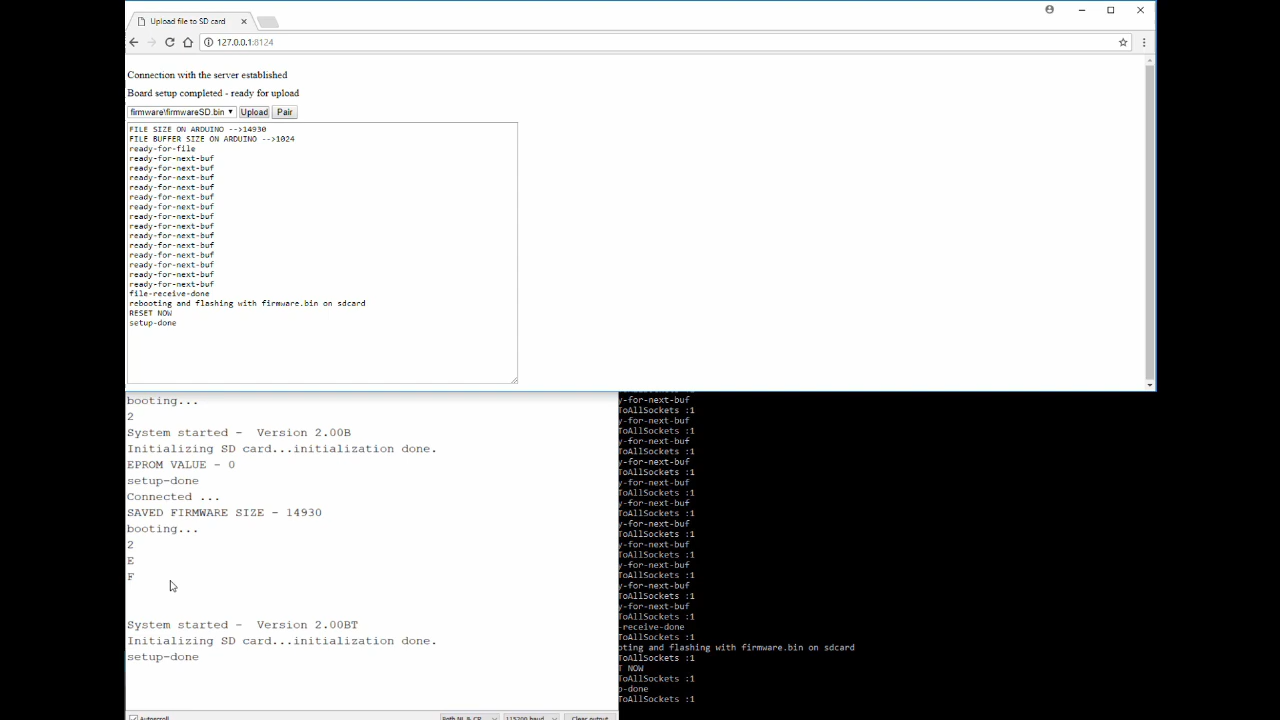 Upload file to SD card
127.0.0.1:8124
Connection with the server established
Board setup completed - ready for upload
firmware\firmwareSD.bin Upload Pair
FILE SIZE ON ARDUINO -->14930
FILE BUFFER SIZE ON ARDUINO -->1024
ready-for-file
ready-for-next-buf
ready-for-next-buf
ready-for-next-buf
ready-for-next-buf
ready-for-next-buf
ready-for-next-buf
ready-for-next-buf
ready-for-next-buf
ready-for-next-buf
ready-for-next-buf
ready-for-next-buf
ready-for-next-buf
ready-for-next-buf
ready-for-next-buf
file-receive-done
rebooting and flashing with firmware.bin on sdcard
RESET NOW
setup-done
booting...
2
System started -  Version 2.00B
Initializing SD card...initialization done.
EPROM VALUE - 0
setup-done
Connected ...
SAVED FIRMWARE SIZE - 14930
booting...
2
E
F
System started -  Version 2.00BT
Initializing SD card...initialization done.
setup-done
Autoscroll Both NL & CR 115200 baud Clear output
y-for-next-buf
ToAllSockets :1
y-for-next-buf
ToAllSockets :1
y-for-next-buf
ToAllSockets :1
y-for-next-buf
ToAllSockets :1
y-for-next-buf
ToAllSockets :1
y-for-next-buf
ToAllSockets :1
y-for-next-buf
ToAllSockets :1
y-for-next-buf
ToAllSockets :1
y-for-next-buf
ToAllSockets :1
y-for-next-buf
ToAllSockets :1
y-for-next-buf
ToAllSockets :1
-receive-done
ToAllSockets :1
oting and flashing with firmware.bin on sdcard
ToAllSockets :1
T NOW
ToAllSockets :1
p-done
ToAllSockets :1